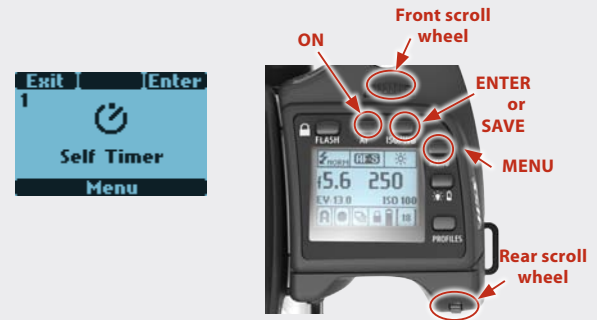 Exit
Enter
1
Self Timer
Menu
Front scroll
wheel
ON
ENTER
or
SAVE
MENU
FLASH
AF
NORM
AF-S
f5.6 250
EV 13.0 ISO 100
18
PROFILES
Rear scroll
wheel